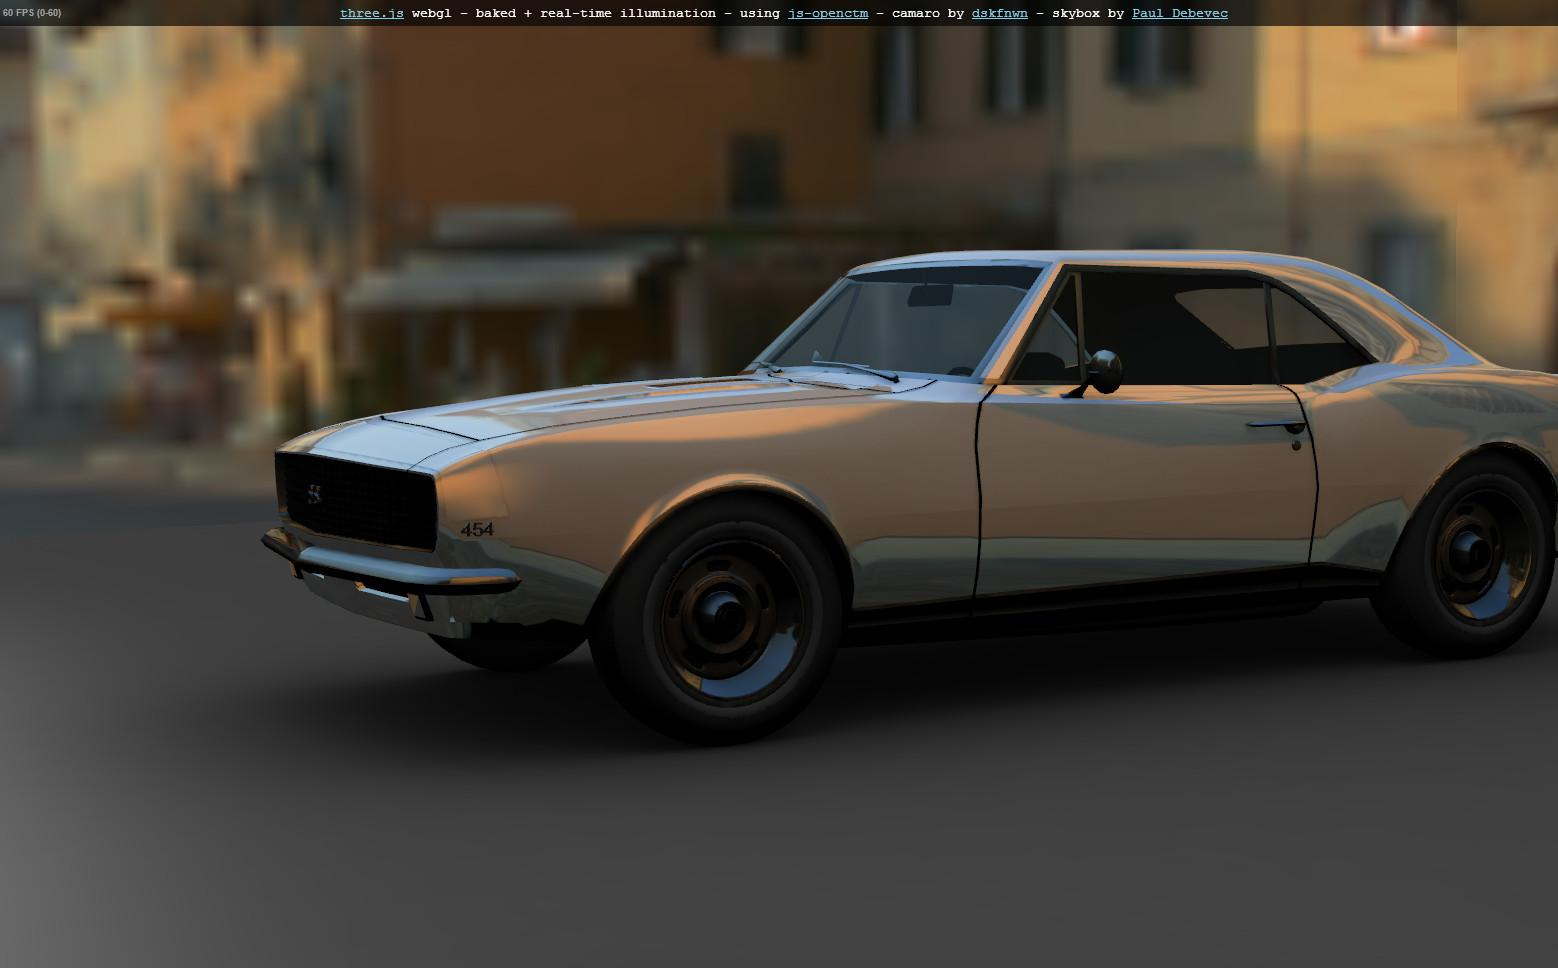 60 FPS (0-60)
three.js webgl - baked + real-time illumination - using js-openctm - camaro by dskfnwn - skybox by Paul Debevec
454